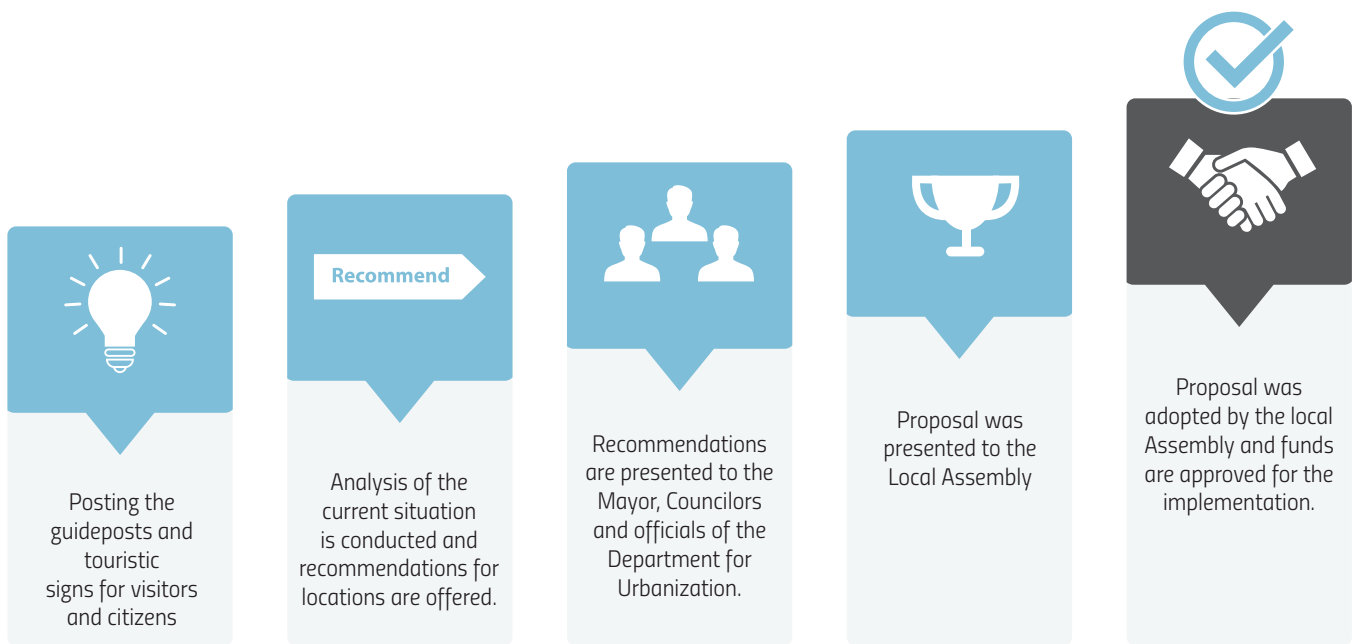 Posting the
guideposts and
touristic
signs for visitors
and citizens
Recommend
Analysis of the
current situation
is conducted and
recommendations for
locations are offered.
Recommendations
are presented to the
Mayor, Councilors
and officials of the
Department for
Urbanization.
Proposal was
presented to the
Local Assembly
Proposal was
adopted by the local
Assembly and funds
are approved for the
implementation.